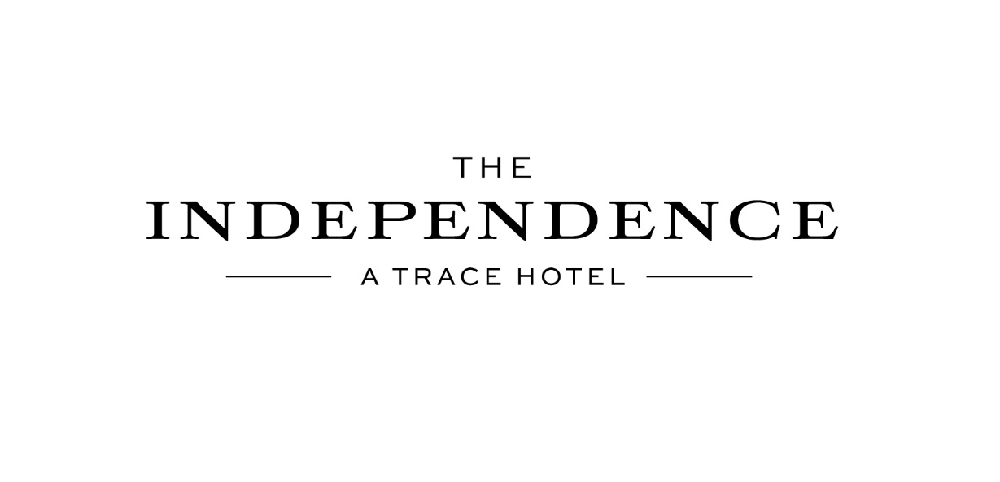 THE
INDEPENDENCE
A TRACE HOTEL